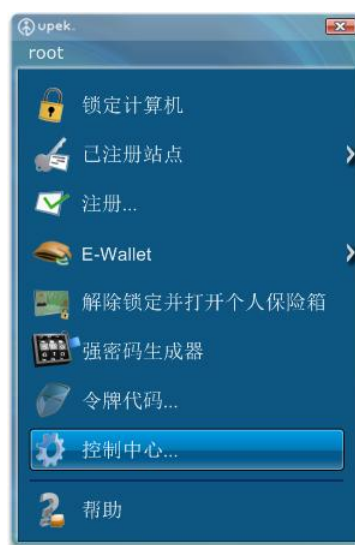 upek.
root
锁定计算机
已注册站点
注册...
E-Wallet
解除锁定并打开个人保险箱
强密码生成器
令牌代码...
控制中心...
帮助